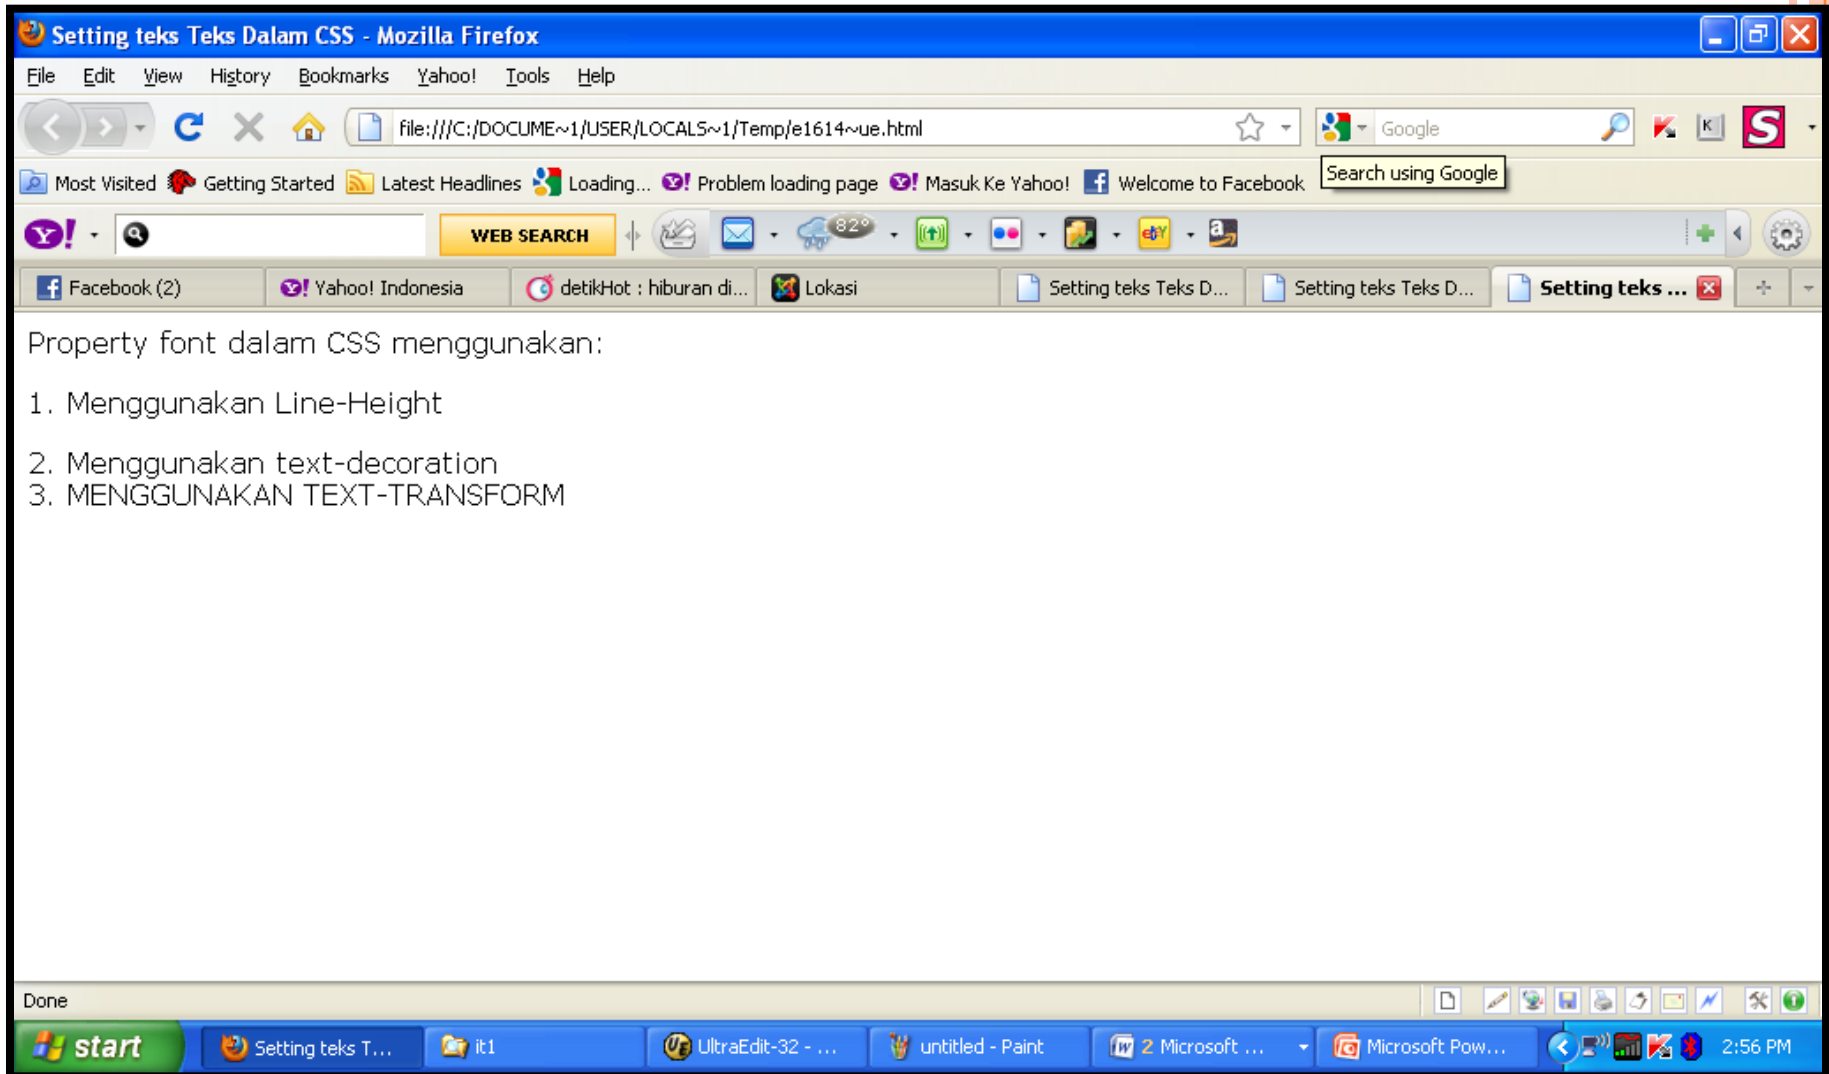 Setting teks Teks Dalam CSS - Mozilla Firefox
File Edit View History Bookmarks Yahoo! Tools Help
file:///C:/DOCUME~1/USER/LOCALS~1/Temp/e1614~ue.html Google
Search using Google
Most Visited Getting Started Latest Headlines Loading... Problem loading page Masuk Ke Yahoo! Welcome to Facebook
Y! WEB SEARCH 82° ebY a
Facebook (2) Yahoo! Indonesia detikHot : hiburan di... Lokasi Setting teks Teks D... Setting teks Teks D... Setting teks ...
Property font dalam CSS menggunakan:
1. Menggunakan Line-Height
2. Menggunakan text-decoration
3. MENGGUNAKAN TEXT-TRANSFORM
Done
start Setting teks T... it1 UltraEdit-32 - ... untitled - Paint 2 Microsoft ... Microsoft Pow... 2:56 PM